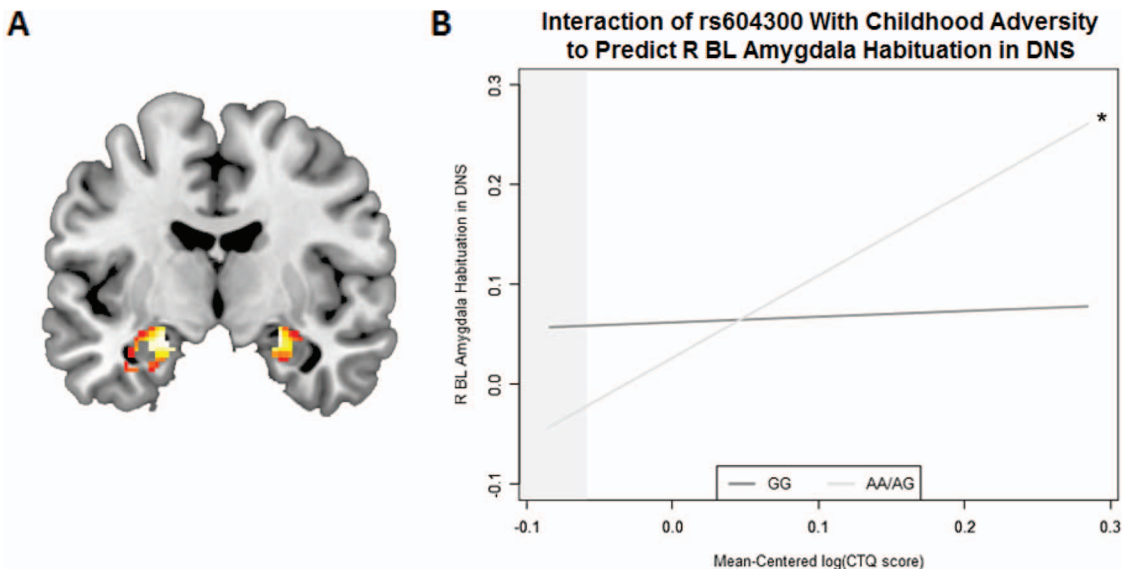 A
B
Interaction of rs604300 With Childhood Adversity
to Predict R BL Amygdala Habituation in DNS
R BL Amygdala Habituation in DNS
0.3
0.2
0.1
0.0
-0.1
*
GG
AA/AG
-0.1
0.0
0.1
0.2
0.3
Mean-Centered log(CTQ score)